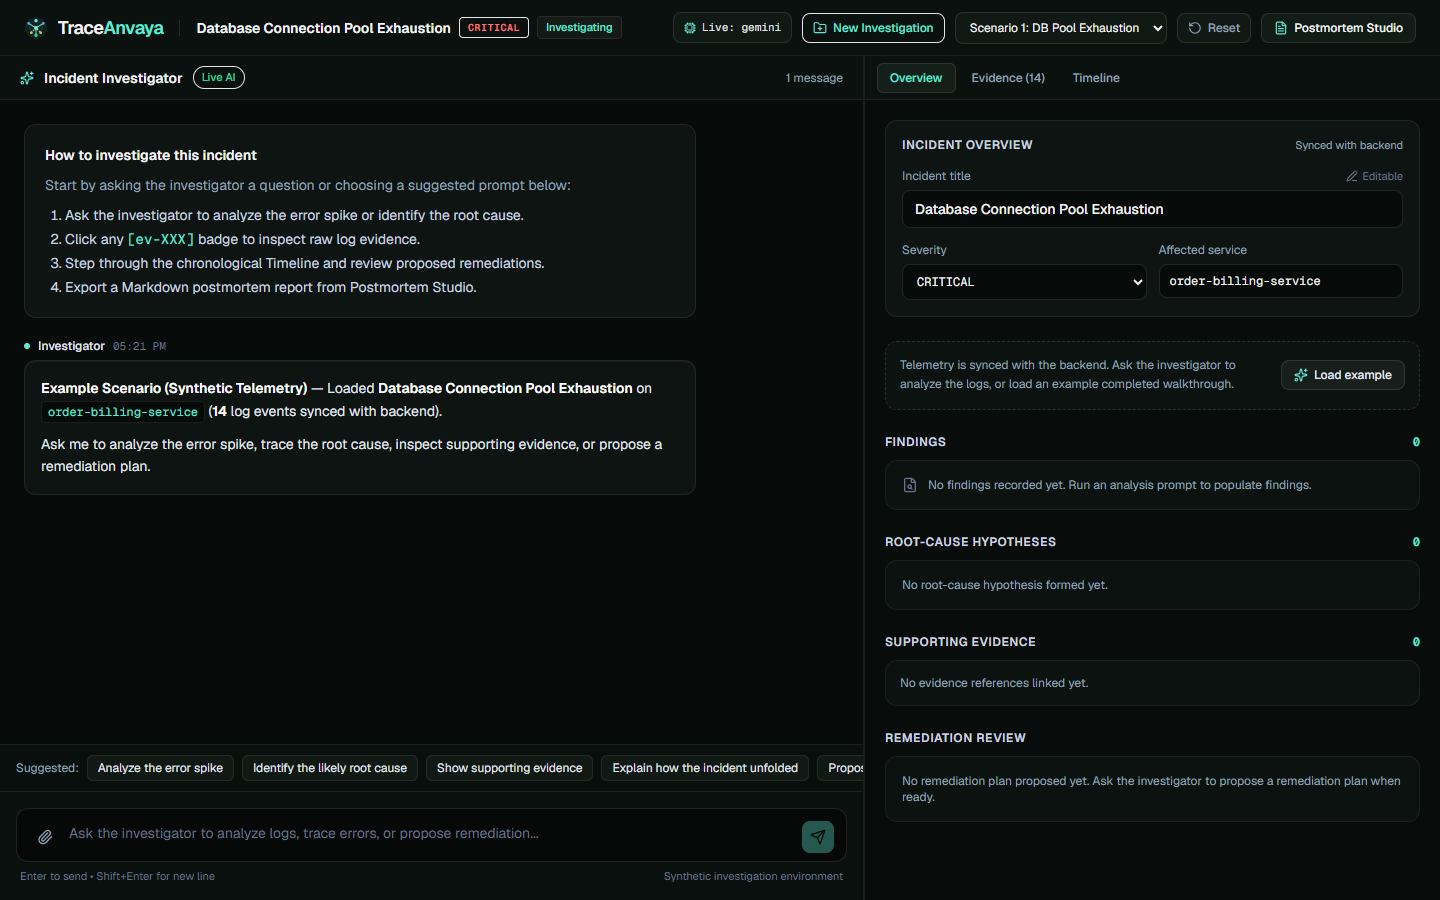 TraceAnvaya
Database Connection Pool Exhaustion
CRITICAL
Investigating
Live: gemini
New Investigation
Scenario 1: DB Pool Exhaustion
Reset
Postmortem Studio
Incident Investigator
Live AI
1 message
How to investigate this incident
Start by asking the investigator a question or choosing a suggested prompt below:
1. Ask the investigator to analyze the error spike or identify the root cause.
2. Click any [ev-XXX] badge to inspect raw log evidence.
3. Step through the chronological Timeline and review proposed remediations.
4. Export a Markdown postmortem report from Postmortem Studio.
Investigator 05:21 PM
Example Scenario (Synthetic Telemetry) — Loaded Database Connection Pool Exhaustion on
order-billing-service (14 log events synced with backend).
Ask me to analyze the error spike, trace the root cause, inspect supporting evidence, or propose a
remediation plan.
Suggested:
Analyze the error spike
Identify the likely root cause
Show supporting evidence
Explain how the incident unfolded
Propos
Ask the investigator to analyze logs, trace errors, or propose remediation...
Enter to send • Shift+Enter for new line
Synthetic investigation environment
Overview
Evidence (14)
Timeline
INCIDENT OVERVIEW
Synced with backend
Incident title
Editable
Database Connection Pool Exhaustion
Severity
Affected service
CRITICAL
order-billing-service
Telemetry is synced with the backend. Ask the investigator to
analyze the logs, or load an example completed walkthrough.
Load example
FINDINGS
0
No findings recorded yet. Run an analysis prompt to populate findings.
ROOT-CAUSE HYPOTHESES
0
No root-cause hypothesis formed yet.
SUPPORTING EVIDENCE
0
No evidence references linked yet.
REMEDIATION REVIEW
No remediation plan proposed yet. Ask the investigator to propose a remediation plan when
ready.